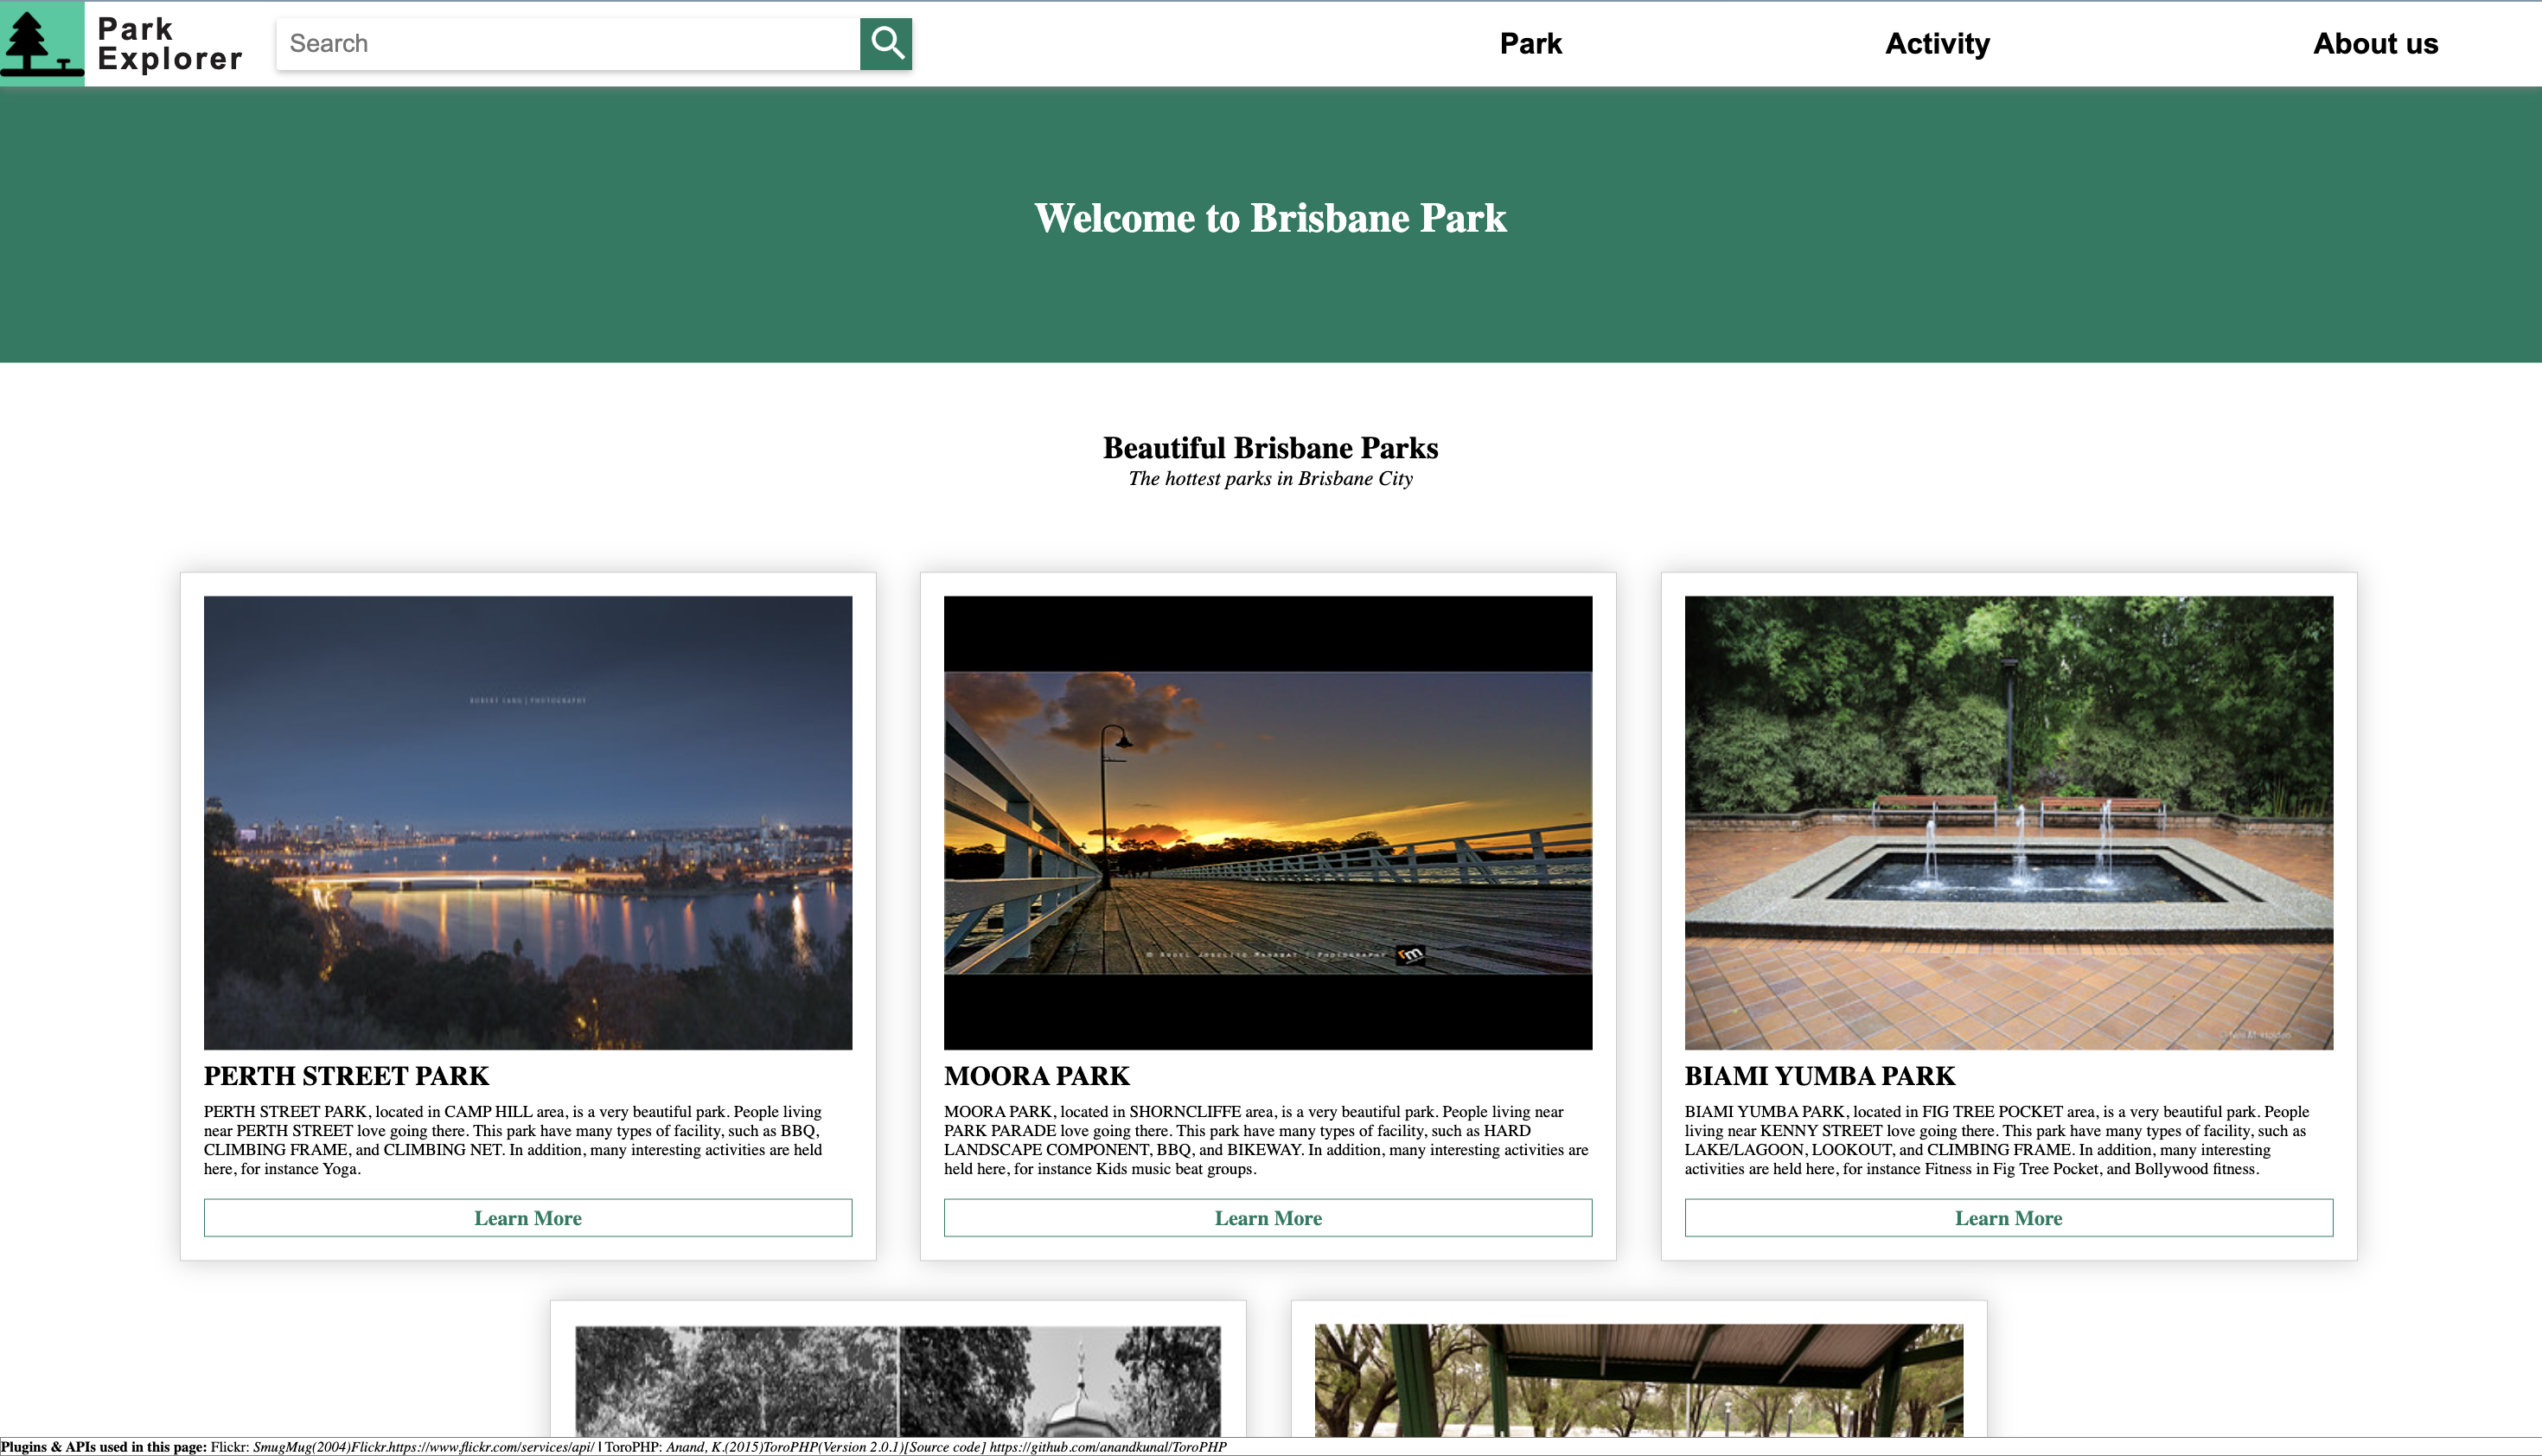 Park
Explorer
Search
Park
Activity
About us
Welcome to Brisbane Park
Beautiful Brisbane Parks
The hottest parks in Brisbane City
ROBERT LANG | PHOTOGRAPHY
PHOTOGRAPHY
PERTH STREET PARK
PERTH STREET PARK, located in CAMP HILL area, is a very beautiful park. People living
near PERTH STREET love going there. This park have many types of facility, such as BBQ,
CLIMBING FRAME, and CLIMBING NET. In addition, many interesting activities are held
here, for instance Yoga.
Learn More
MOORA PARK
MOORA PARK, located in SHORNCLIFFE area, is a very beautiful park. People living near
PARK PARADE love going there. This park have many types of facility, such as HARD
LANDSCAPE COMPONENT, BBQ, and BIKEWAY. In addition, many interesting activities are
held here, for instance Kids music beat groups.
Learn More
BIAMI YUMBA PARK
BIAMI YUMBA PARK, located in FIG TREE POCKET area, is a very beautiful park. People
living near KENNY STREET love going there. This park have many types of facility, such as
LAKE/LAGOON, LOOKOUT, and CLIMBING FRAME. In addition, many interesting
activities are held here, for instance Fitness in Fig Tree Pocket, and Bollywood fitness.
Learn More
Plugins & APIs used in this page: Flickr: SmugMug(2004)Flickr.https://www.flickr.com/services/api/ | ToroPHP: Anand, K.(2015)ToroPHP(Version 2.0.1)[Source code] https://github.com/anandkunal/ToroPHP